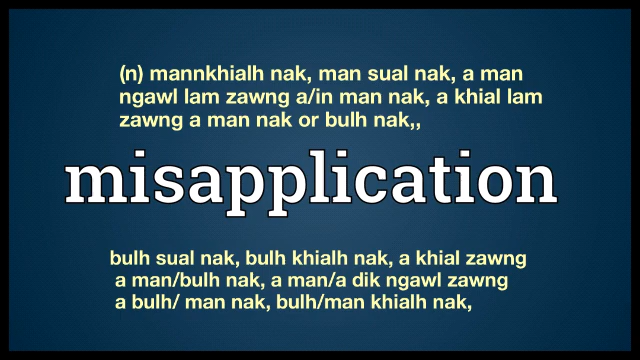 (n) mannkhialh nak, man sual nak, a man
ngawl lam zawng a/in man nak, a khial lam
zawng a man nak or bulh nak,,
misapplication
bulh sual nak, bulh khialh nak, a khial zawng
a man/bulh nak, a man/a dik ngawl zawng
a bulh/ man nak, bulh/man khialh nak,